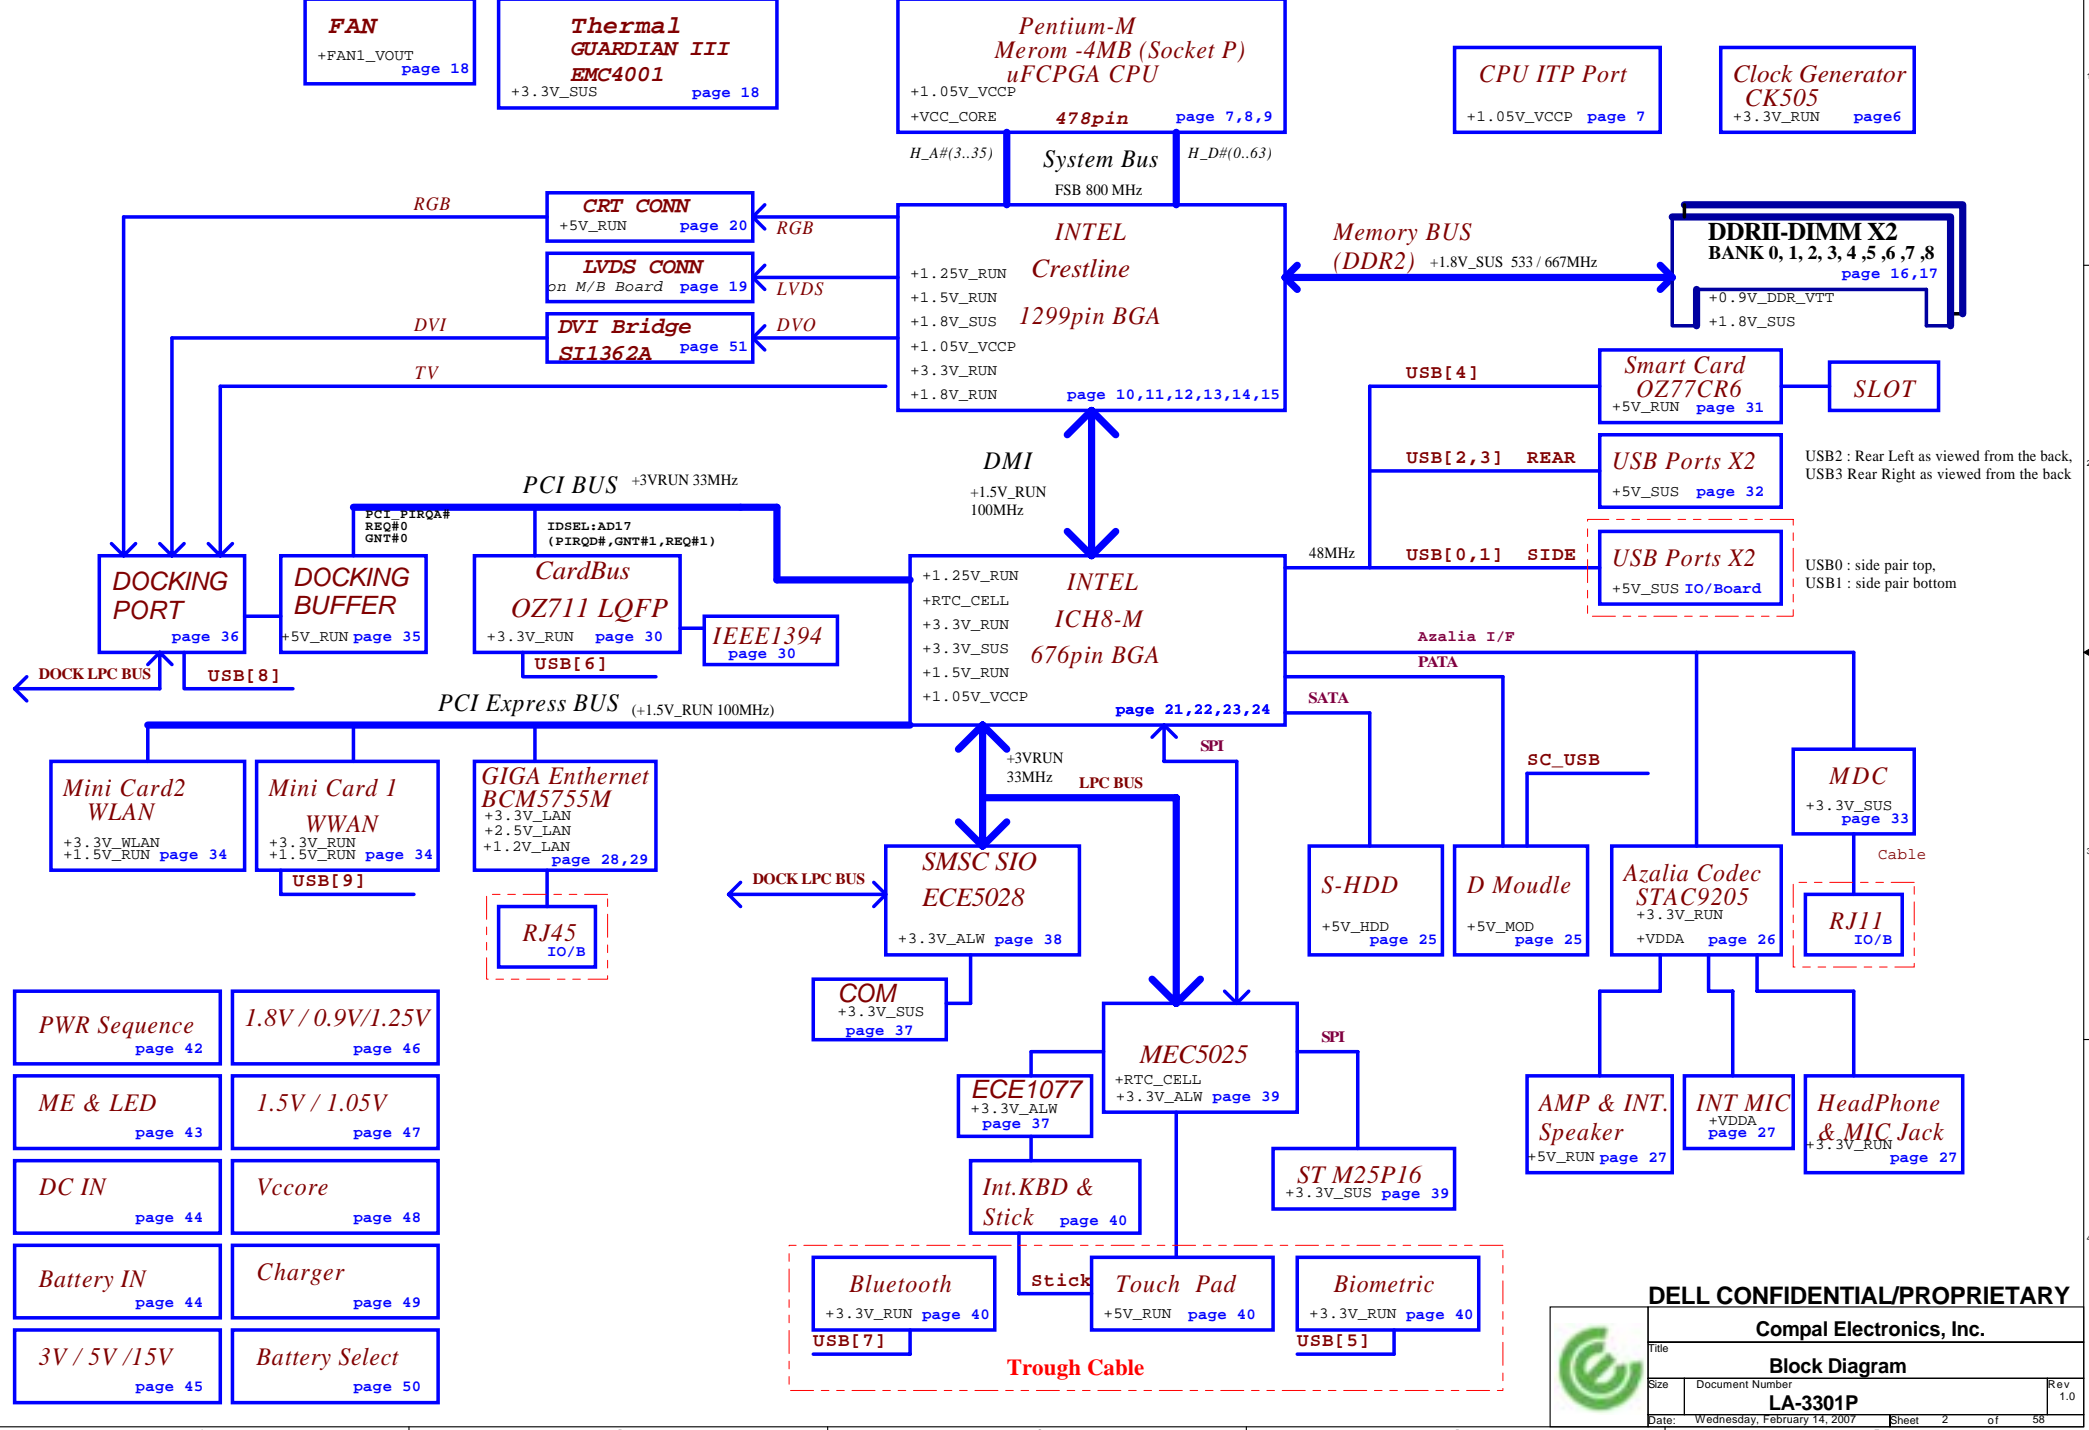 FAN
+FAN1_VOUT
page 18
Thermal
GUARDIAN III
EMC4001
+3.3V_SUS page 18
Pentium-M
Merom -4MB (Socket P)
uFCPGA CPU
+1.05V_VCCP
+VCC_CORE 478pin page 7,8,9
CPU ITP Port
+1.05V_VCCP page 7
Clock Generator
CK505
+3.3V_RUN page6
H_A#(3..35) System Bus H_D#(0..63)
FSB 800 MHz
RGB
CRT CONN
+5V_RUN page 20
RGB
LVDS CONN
on M/B Board page 19
LVDS
DVI
DVI Bridge
SI1362A page 51
DVO
TV
INTEL
Crestline
1299pin BGA
+1.25V_RUN
+1.5V_RUN
+1.8V_SUS
+1.05V_VCCP
+3.3V_RUN
+1.8V_RUN page 10,11,12,13,14,15
Memory BUS
(DDR2) +1.8V_SUS 533 / 667MHz
DDRII-DIMM X2
BANK 0, 1, 2, 3, 4 ,5 ,6 ,7 ,8
page 16,17
+0.9V_DDR_VTT
+1.8V_SUS
USB[4]
Smart Card
OZ77CR6
+5V_RUN page 31
SLOT
USB[2,3] REAR
USB Ports X2
+5V_SUS page 32
USB2 : Rear Left as viewed from the back,
USB3 Rear Right as viewed from the back
48MHz
USB[0,1] SIDE
USB Ports X2
+5V_SUS IO/Board
USB0 : side pair top,
USB1 : side pair bottom
DMI
+1.5V_RUN
100MHz
PCI BUS +3VRUN 33MHz
PCI_PIRQA#
REQ#0
GNT#0
IDSEL:AD17
(PIRQD#,GNT#1,REQ#1)
DOCKING
PORT
page 36
DOCKING
BUFFER
+5V_RUN page 35
CardBus
OZ711 LQFP
+3.3V_RUN page 30
IEEE1394
page 30
DOCK LPC BUS
USB[8]
USB[6]
INTEL
ICH8-M
676pin BGA
+1.25V_RUN
+RTC_CELL
+3.3V_RUN
+3.3V_SUS
+1.5V_RUN
+1.05V_VCCP
page 21,22,23,24
Azalia I/F
PATA
SATA
SPI
PCI Express BUS (+1.5V_RUN 100MHz)
Mini Card2
WLAN
+3.3V_WLAN
+1.5V_RUN page 34
Mini Card 1
WWAN
+3.3V_RUN
+1.5V_RUN page 34
USB[9]
GIGA Enthernet
BCM5755M
+3.3V_LAN
+2.5V_LAN
+1.2V_LAN
page 28,29
RJ45
IO/B
+3VRUN
33MHz
LPC BUS
DOCK LPC BUS
SMSC SIO
ECE5028
+3.3V_ALW page 38
COM
+3.3V_SUS
page 37
S-HDD
+5V_HDD
page 25
SC_USB
D Moudle
+5V_MOD
page 25
Azalia Codec
STAC9205
+3.3V_RUN
+VDDA page 26
MDC
+3.3V_SUS
page 33
Cable
RJ11
IO/B
MEC5025
+RTC_CELL
+3.3V_ALW page 39
SPI
ECE1077
+3.3V_ALW
page 37
Int.KBD &
Stick page 40
ST M25P16
+3.3V_SUS page 39
AMP & INT.
Speaker
+5V_RUN page 27
INT MIC
+VDDA
page 27
HeadPhone
& MIC Jack
+3.3V_RUN
page 27
Bluetooth
+3.3V_RUN page 40
USB[7]
Stick
Touch Pad
+5V_RUN page 40
Biometric
+3.3V_RUN page 40
USB[5]
Trough Cable
PWR Sequence
page 42
1.8V / 0.9V/1.25V
page 46
ME & LED
page 43
1.5V / 1.05V
page 47
DC IN
page 44
Vccore
page 48
Battery IN
page 44
Charger
page 49
3V / 5V /15V
page 45
Battery Select
page 50
DELL CONFIDENTIAL/PROPRIETARY
Compal Electronics, Inc.
Title
Block Diagram
Size Document Number Rev
LA-3301P 1.0
Date: Wednesday, February 14, 2007 Sheet 2 of 58